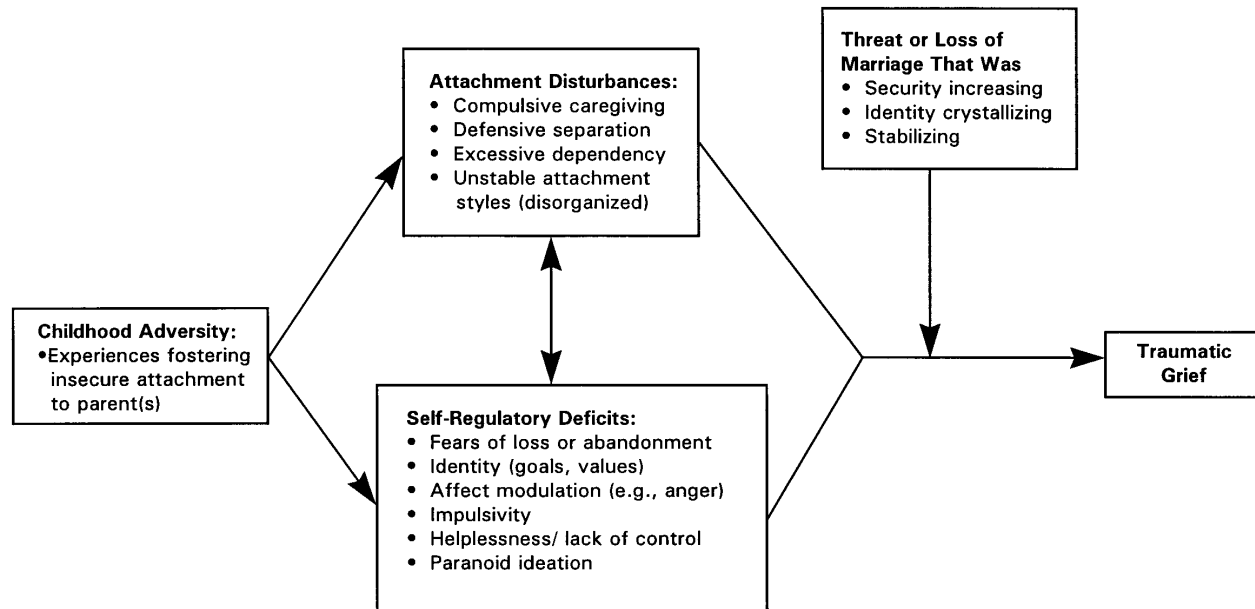 Childhood Adversity:
•Experiences fostering
insecure attachment
to parent(s)
Attachment Disturbances:
• Compulsive caregiving
• Defensive separation
• Excessive dependency
• Unstable attachment
styles (disorganized)
Self-Regulatory Deficits:
• Fears of loss or abandonment
• Identity (goals, values)
• Affect modulation (e.g., anger)
• Impulsivity
• Helplessness/ lack of control
• Paranoid ideation
Threat or Loss of
Marriage That Was
• Security increasing
• Identity crystallizing
• Stabilizing
Traumatic
Grief